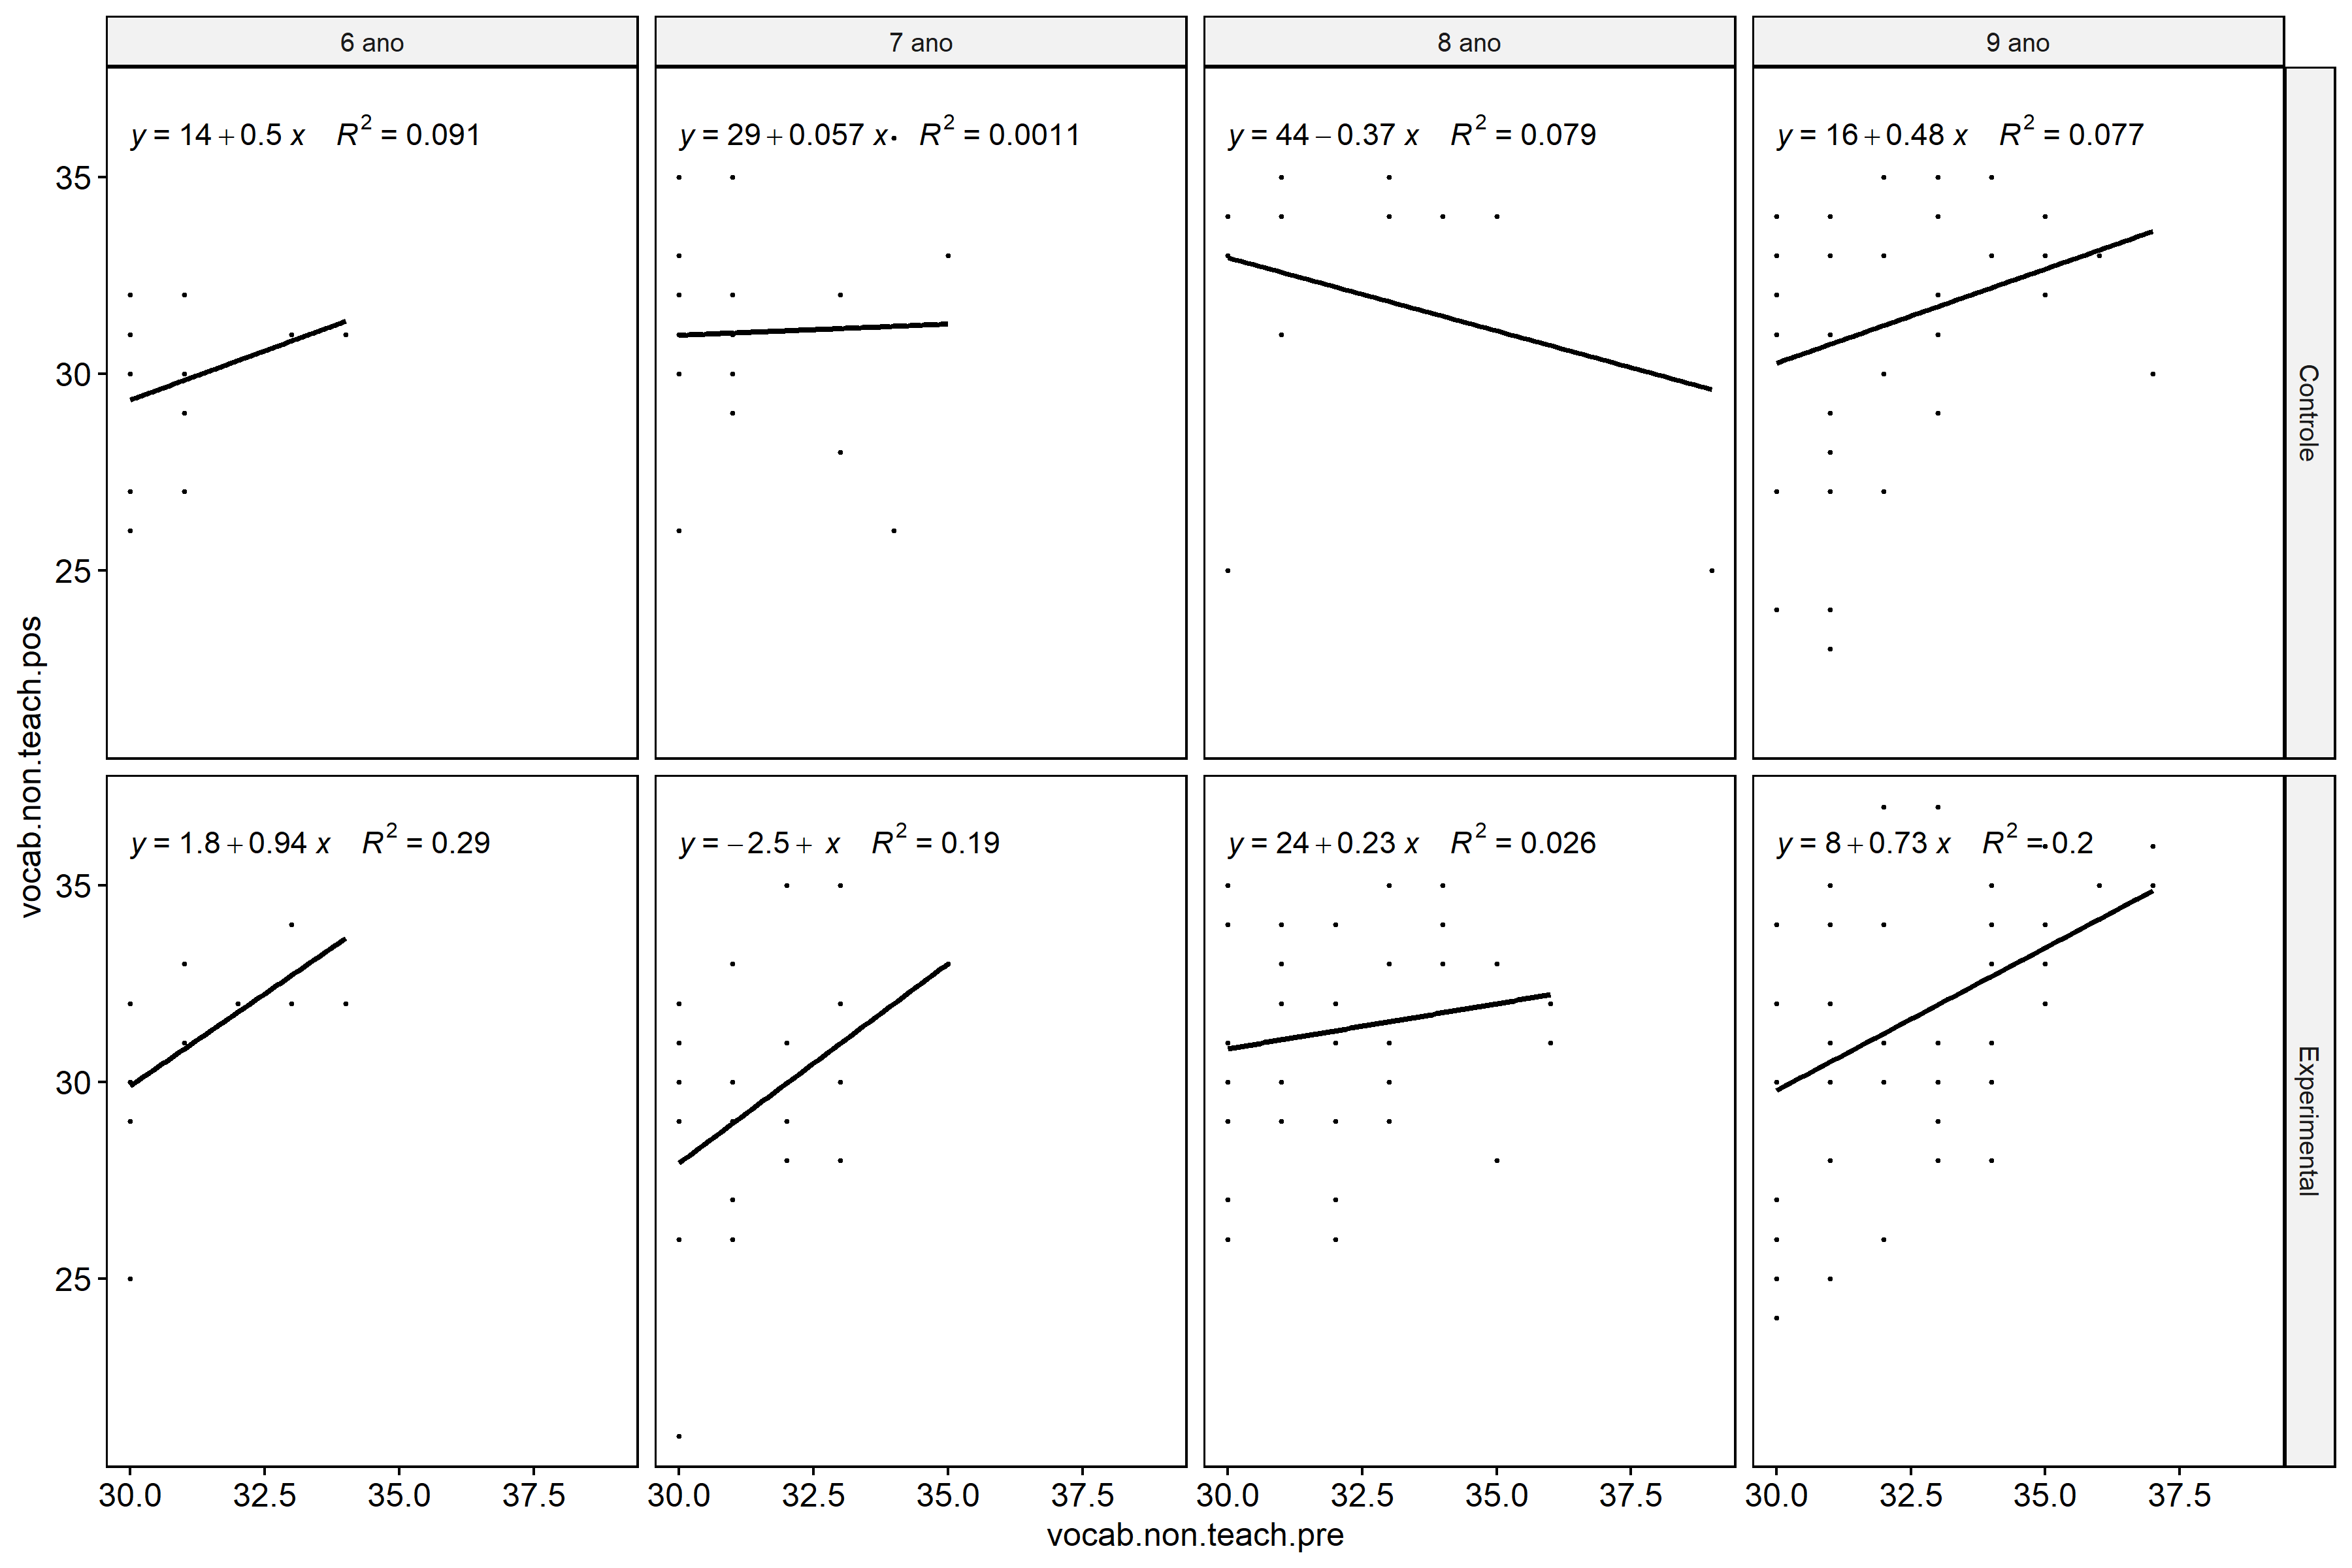 6 ano
7 ano
8 ano
9 ano
y = 14 + 0.5 x R² = 0.091
y = 29 + 0.057 x R² = 0.0011
y = 44 − 0.37 x R² = 0.079
y = 16 + 0.48 x R² = 0.077
35
30
25
Controle
vocab.non.teach.pos
y = 1.8 + 0.94 x R² = 0.29
y = − 2.5 + x R² = 0.19
y = 24 + 0.23 x R² = 0.026
y = 8 + 0.73 x R² = 0.2
35
30
25
Experimental
30.0 32.5 35.0 37.5
30.0 32.5 35.0 37.5
30.0 32.5 35.0 37.5
30.0 32.5 35.0 37.5
vocab.non.teach.pre